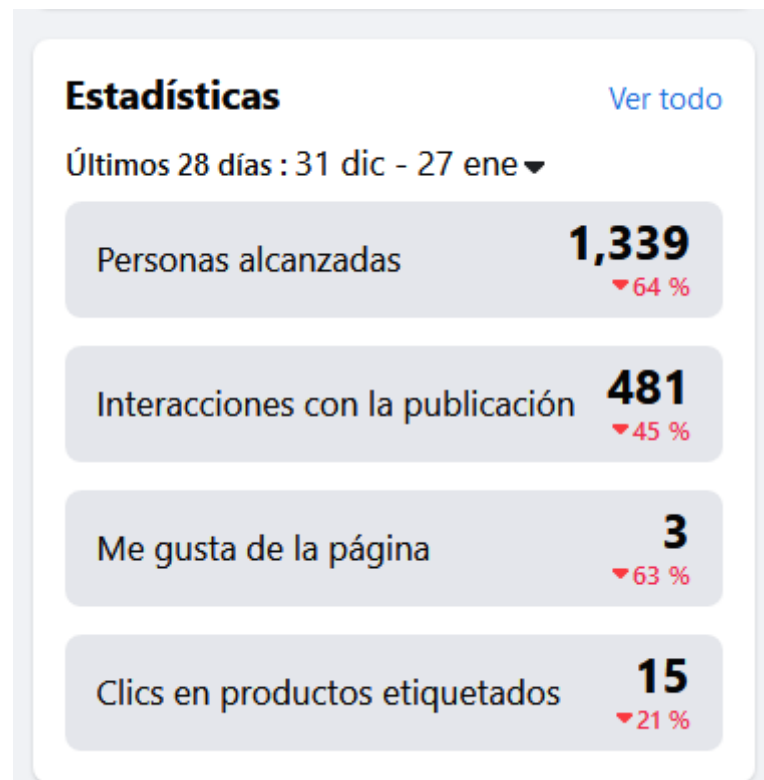 Estadísticas
Ver todo
Últimos 28 días : 31 dic - 27 ene
Personas alcanzadas
1,339
64 %
Interacciones con la publicación
481
45 %
Me gusta de la página
3
63 %
Clics en productos etiquetados
15
21 %